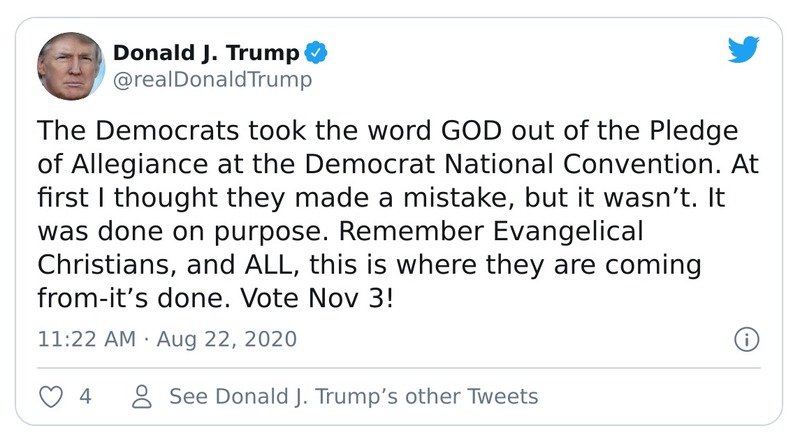 Donald J. Trump
@realDonaldTrump
The Democrats took the word GOD out of the Pledge
of Allegiance at the Democrat National Convention. At
first I thought they made a mistake, but it wasn’t. It
was done on purpose. Remember Evangelical
Christians, and ALL, this is where they are coming
from-it’s done. Vote Nov 3!
11:22 AM · Aug 22, 2020
4 See Donald J. Trump’s other Tweets